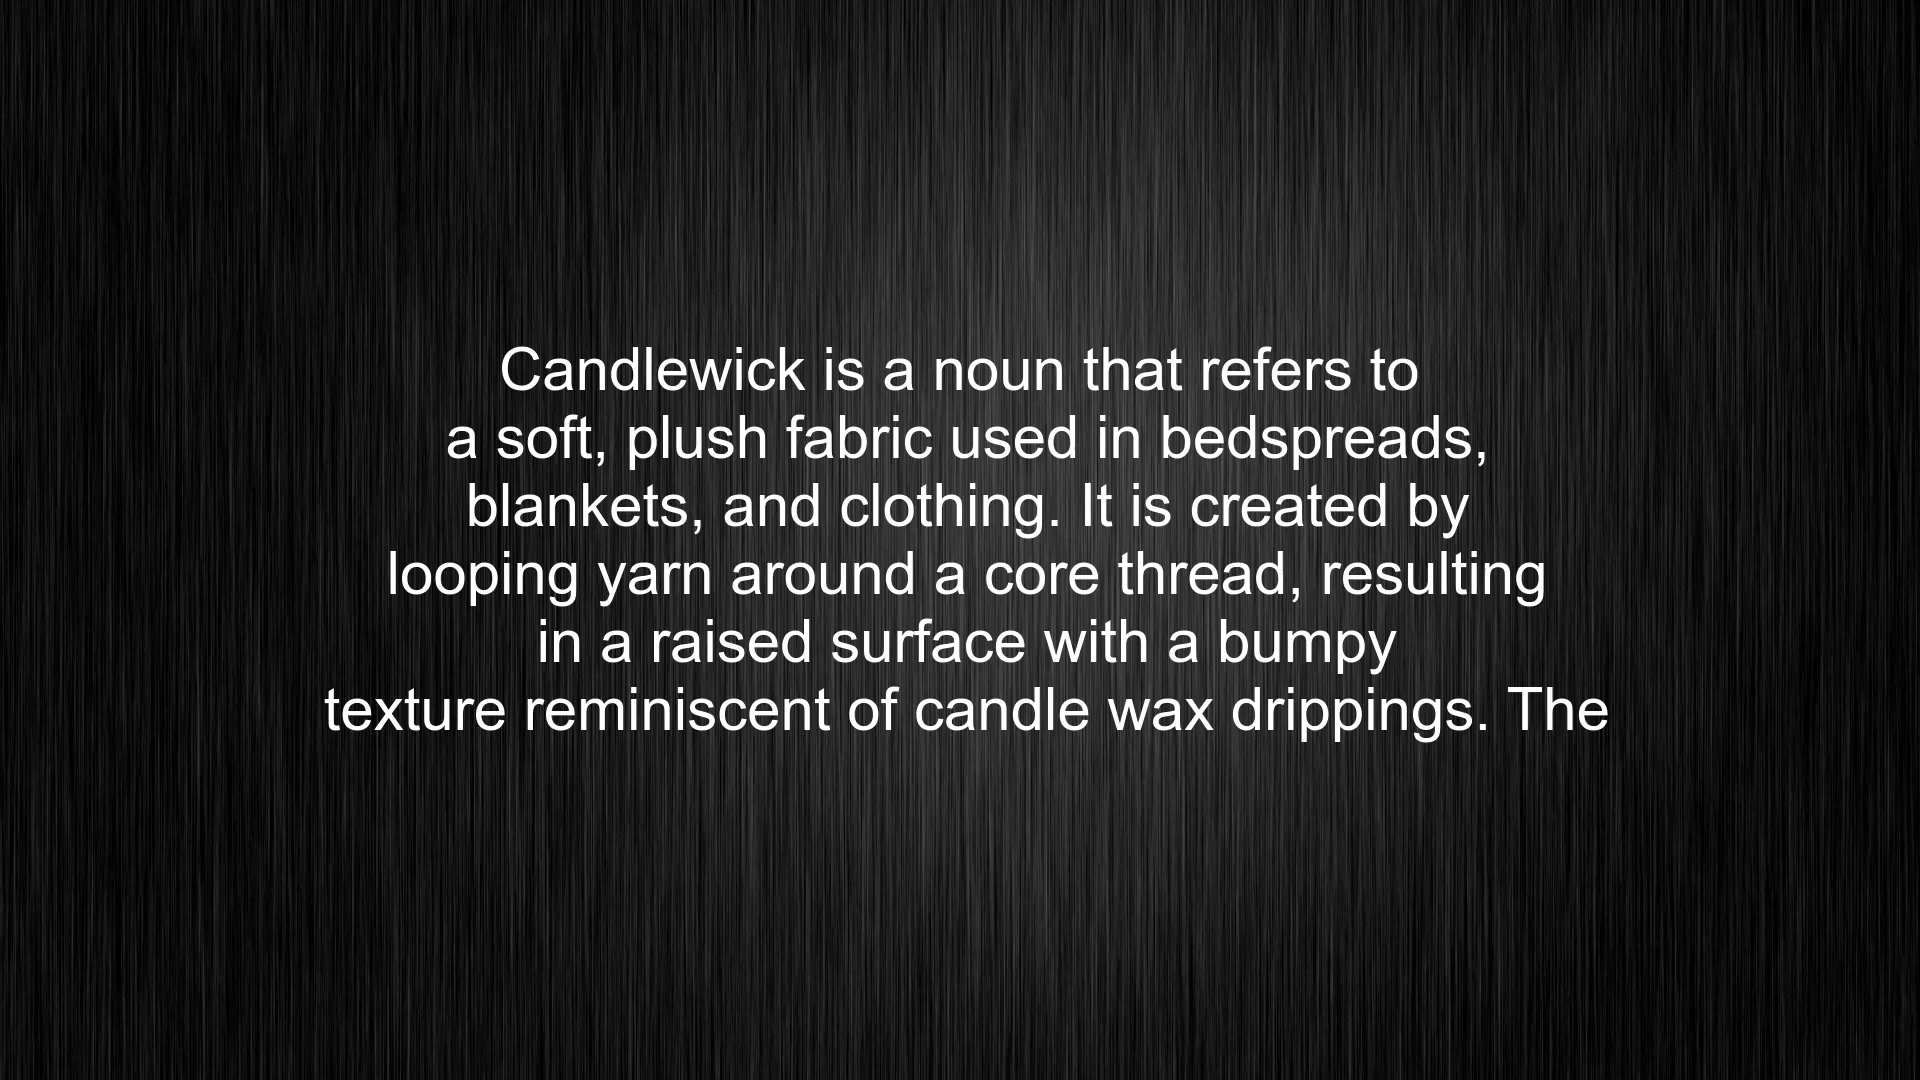 Candlewick is a noun that refers to
a soft, plush fabric used in bedspreads,
blankets, and clothing. It is created by
looping yarn around a core thread, resulting
in a raised surface with a bumpy
texture reminiscent of candle wax drippings. The